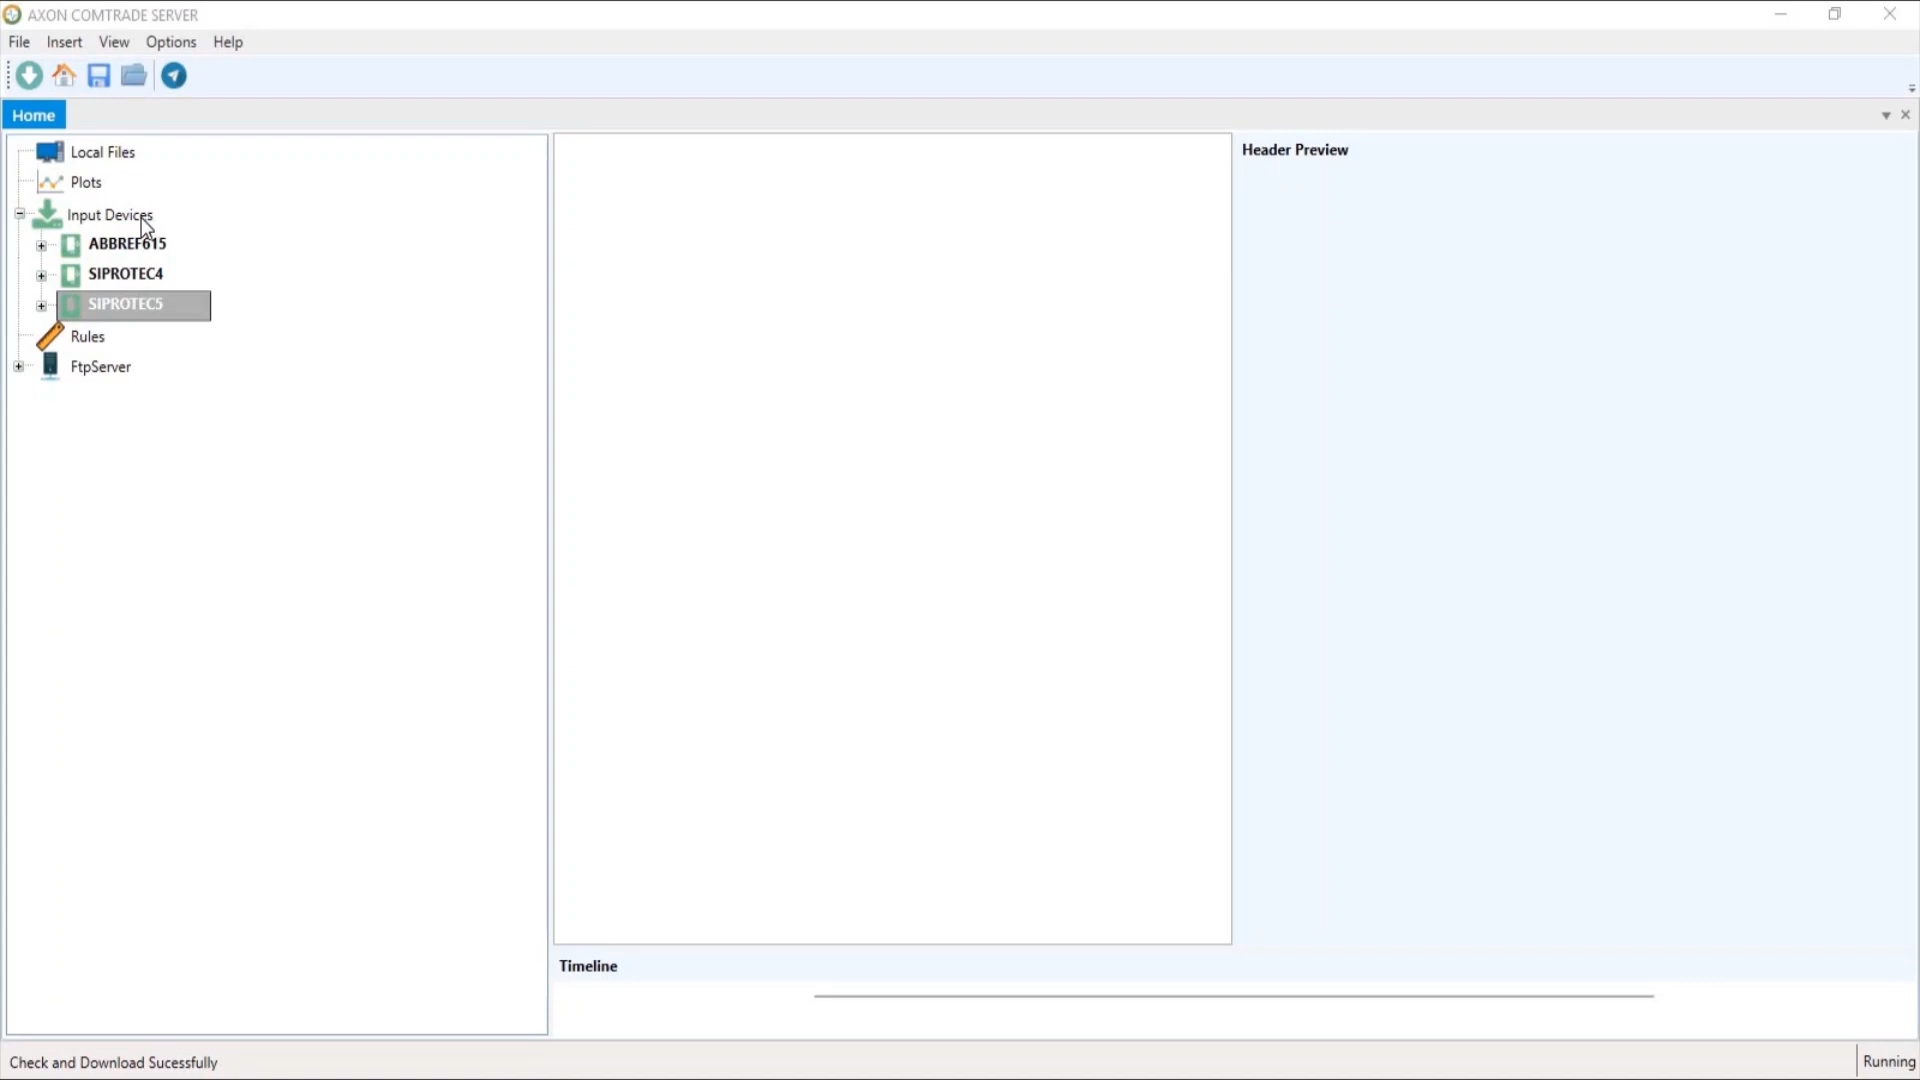 AXON COMTRADE SERVER
File Insert View Options Help
Home
Local Files
Plots
Input Devices
ABBREF615
SIPROTEC4
SIPROTEC5
Rules
FtpServer
Header Preview
Timeline
Check and Download Sucessfully
Running